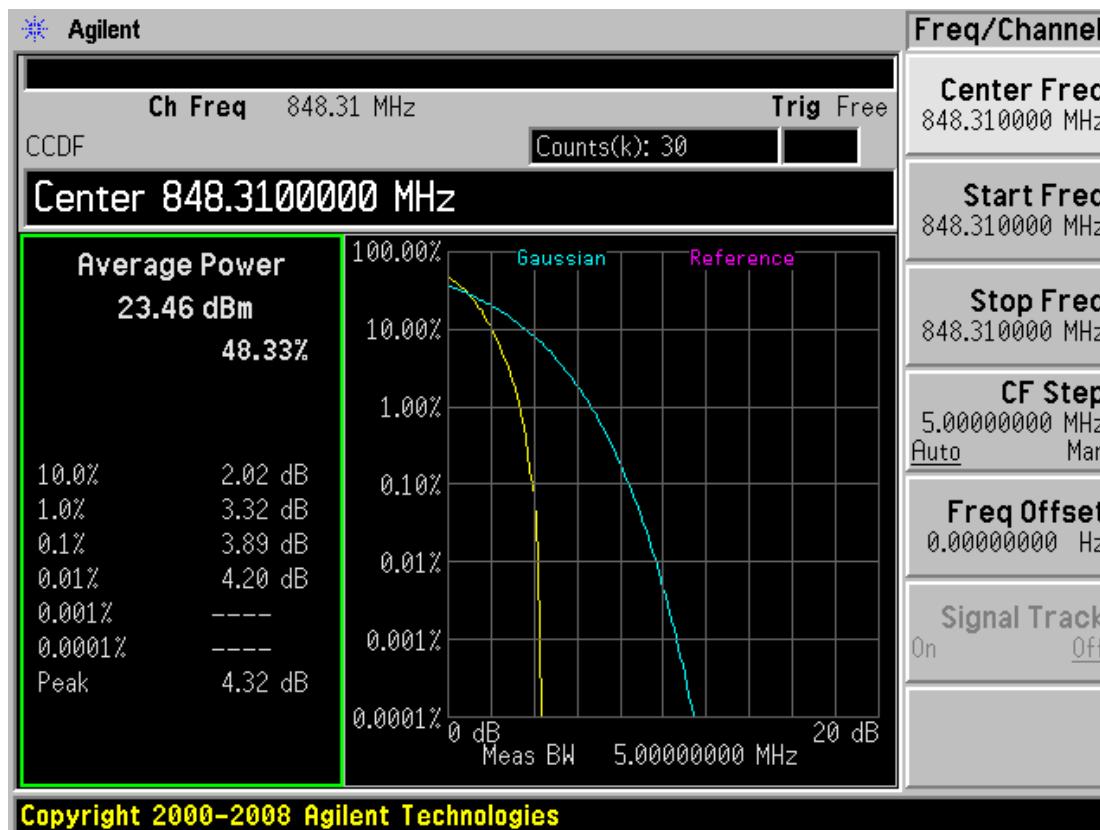 Agilent
Freq/Channel
Ch Freq 848.31 MHz Trig Free
CCDF Counts(k): 30
Center 848.3100000 MHz
Average Power
23.46 dBm
48.33%
10.0% 2.02 dB
1.0% 3.32 dB
0.1% 3.89 dB
0.01% 4.20 dB
0.001% ----
0.0001% ----
Peak 4.32 dB
Gaussian Reference
100.00%
10.00%
1.00%
0.10%
0.01%
0.001%
0.0001%
0 dB 20 dB
Meas BW 5.00000000 MHz
Center Freq
848.310000 MHz
Start Freq
848.310000 MHz
Stop Freq
848.310000 MHz
CF Step
5.00000000 MHz
Auto Man
Freq Offset
0.00000000 Hz
Signal Track
On Off
Copyright 2000-2008 Agilent Technologies